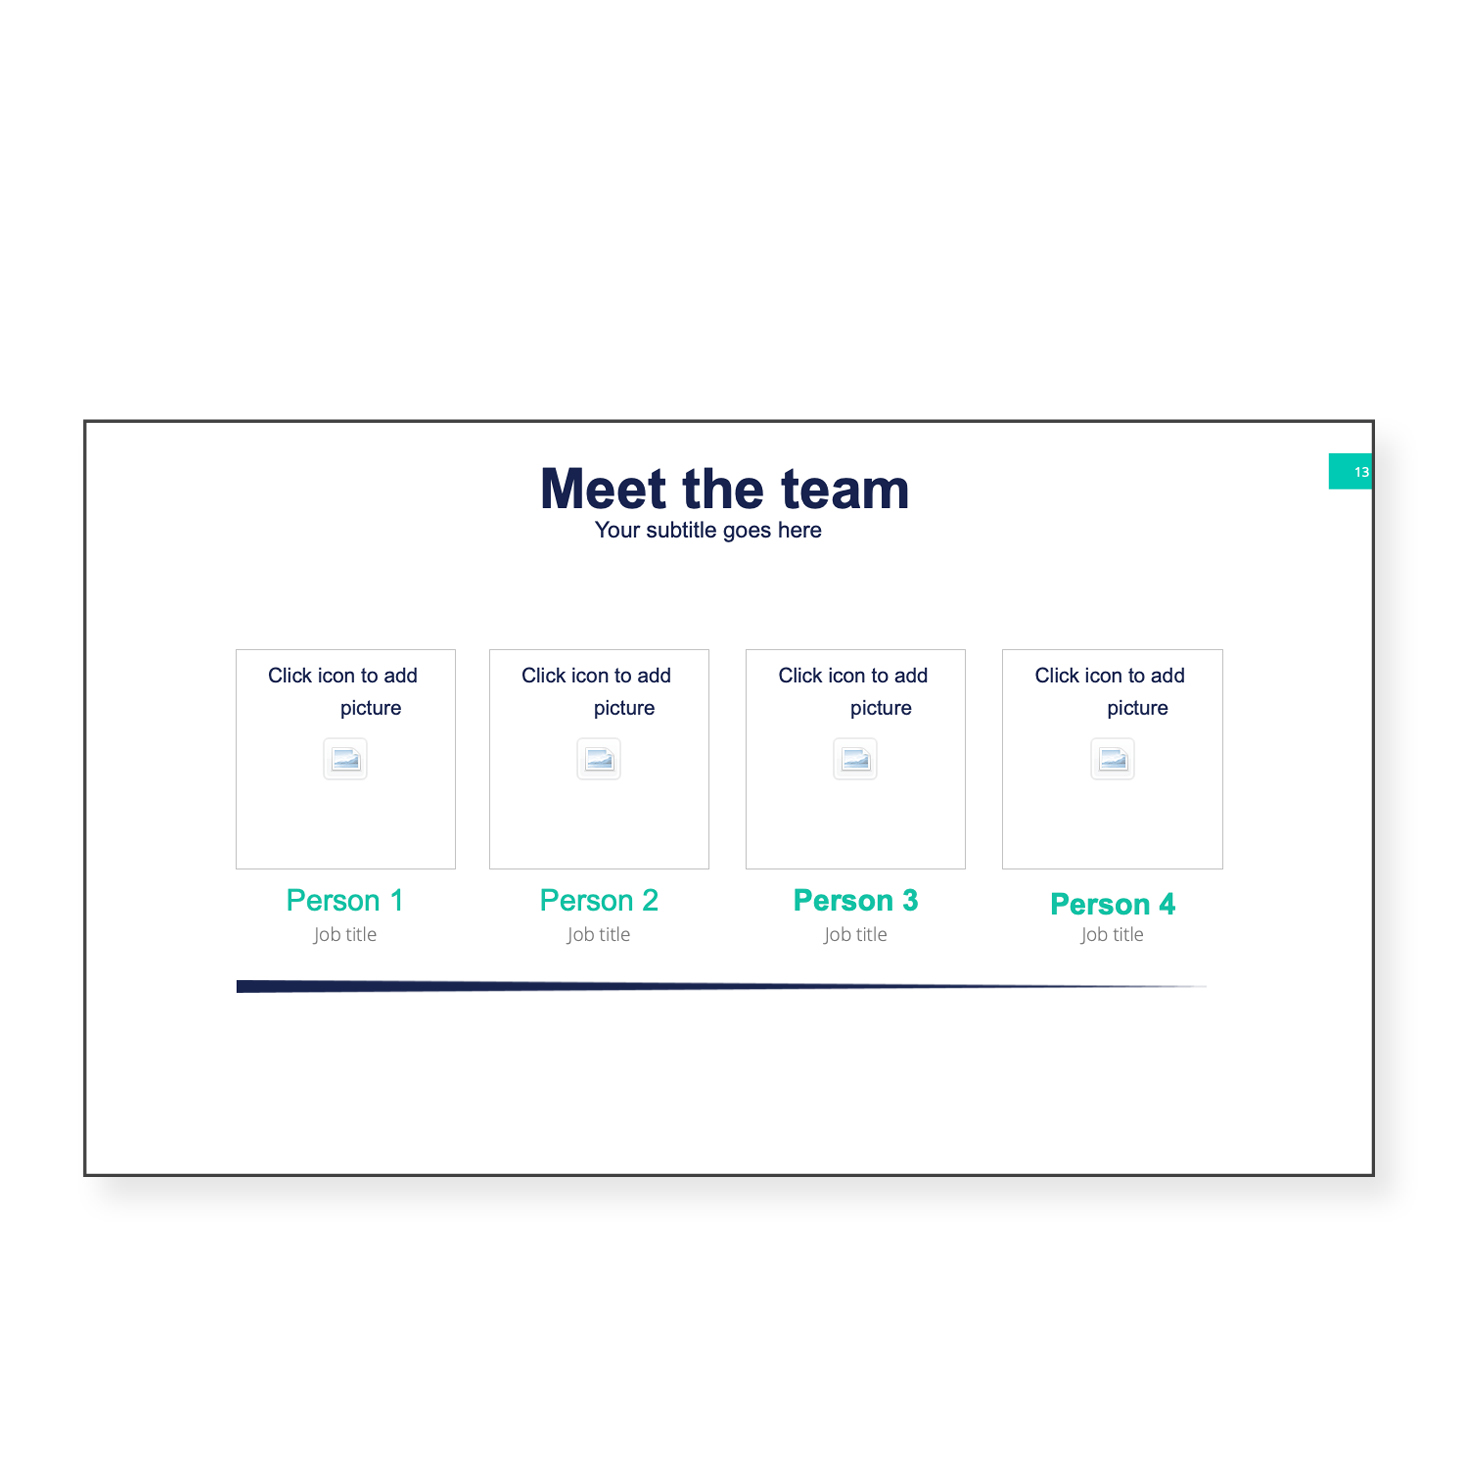 Meet the team
13
Your subtitle goes here
Click icon to add
picture
Click icon to add
picture
Click icon to add
picture
Click icon to add
picture
Person 1
Person 2
Person 3
Person 4
Job title
Job title
Job title
Job title